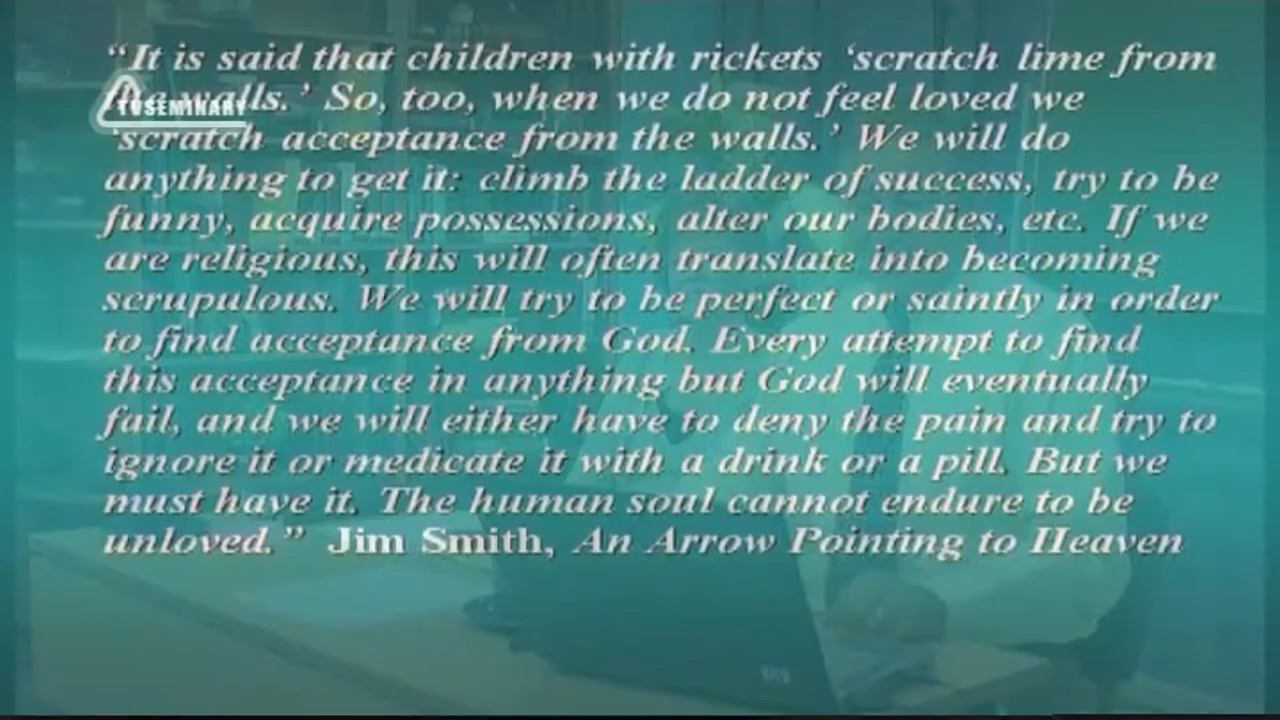 “It is said that children with rickets ‘scratch lime from
the walls.’ So, too, when we do not feel loved we
‘scratch acceptance from the walls.’ We will do
anything to get it: climb the ladder of success, try to be
funny, acquire possessions, alter our bodies, etc. If we
are religious, this will often translate into becoming
scrupulous. We will try to be perfect or saintly in order
to find acceptance from God. Every attempt to find
this acceptance in anything but God will eventually
fail, and we will either have to deny the pain and try to
ignore it or medicate it with a drink or a pill. But we
must have it. The human soul cannot endure to be
unloved.” Jim Smith, An Arrow Pointing to Heaven
TVSEMINARY